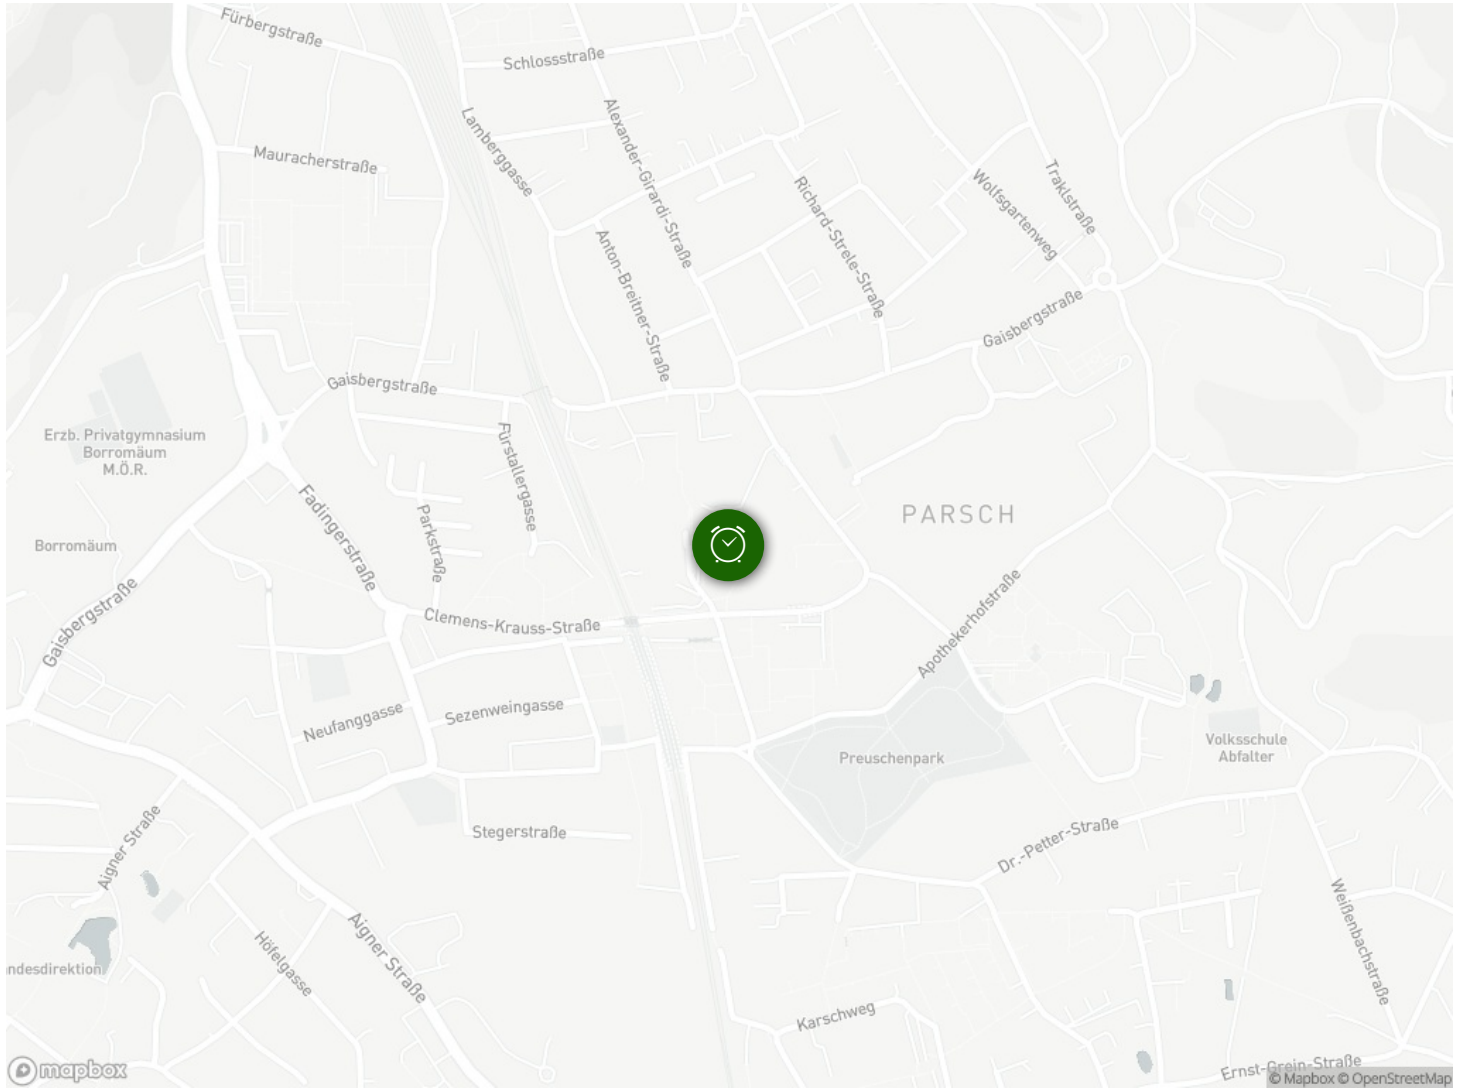 Fürbergstraße
Schlossstraße
Lamberggasse
Alexander-Girardi-Straße
Mauracherstraße
Richard-Strele-Straße
Wolfsgartenweg
Traklstraße
Anton-Breitner-Straße
Gaisbergstraße
Gaisbergstraße
Erzb. Privatgymnasium
Borromäum
M.Ö.R.
Fürstallergasse
Fadingerstraße
Parkstraße
PARSCH
Borromäum
Gaisbergstraße
Clemens-Krauss-Straße
Apothekerhofstraße
Neufanggasse
Sezenweingasse
Preuschenpark
Volksschule
Abfalter
Aigner Straße
Stegerstraße
Dr.-Petter-Straße
Weißenbachstraße
Aigner Straße
Höfelgasse
andesdirektion
Karschweg
Ernst-Grein-Straße
mapbox
© Mapbox © OpenStreetMap